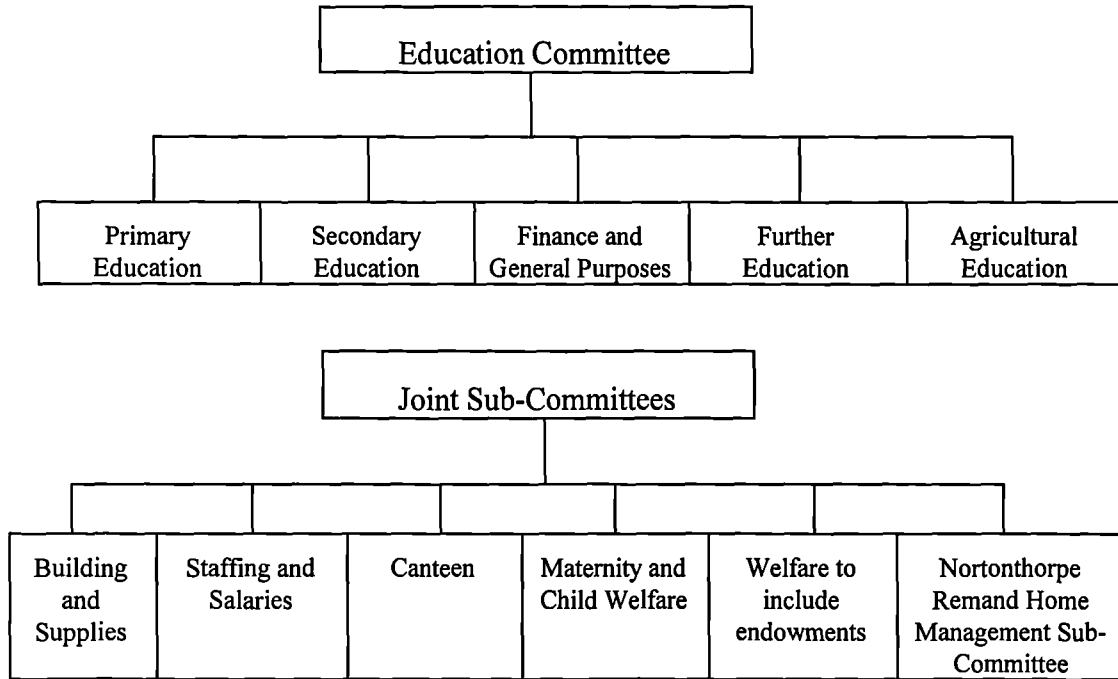 Education Committee
Primary
Education
Secondary
Education
Finance and
General Purposes
Further
Education
Agricultural
Education
Joint Sub-Committees
Building
and
Supplies
Staffing and
Salaries
Canteen
Maternity and
Child Welfare
Welfare to
include
endowments
Nortonthorpe
Remand Home
Management Sub-
Committee